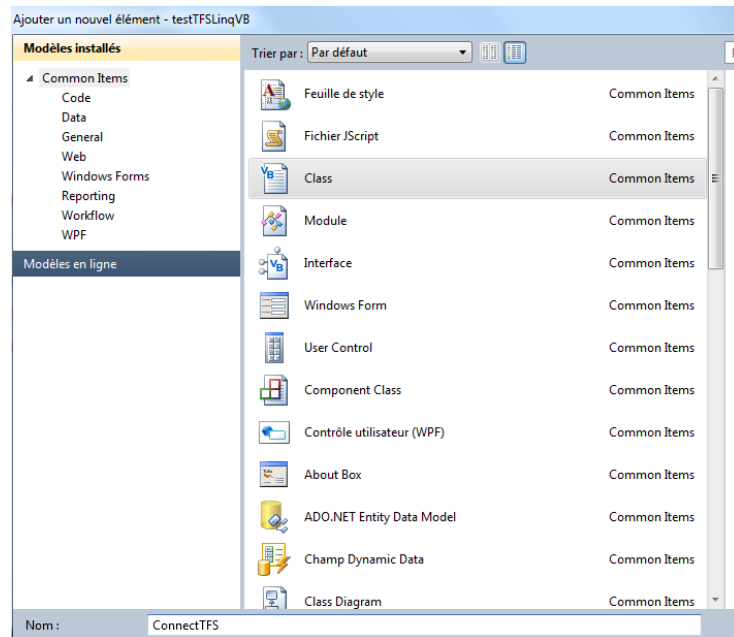 Ajouter un nouvel élément - testTFSLinqVB
Modèles installés
Trier par : Par défaut
Common Items
Code
Data
General
Web
Windows Forms
Reporting
Workflow
WPF
Modèles en ligne
Feuille de style Common Items
Fichier JScript Common Items
Class Common Items
Module Common Items
Interface Common Items
Windows Form Common Items
User Control Common Items
Component Class Common Items
Contrôle utilisateur (WPF) Common Items
About Box Common Items
ADO.NET Entity Data Model Common Items
Champ Dynamic Data Common Items
Class Diagram Common Items
Nom : ConnectTFS